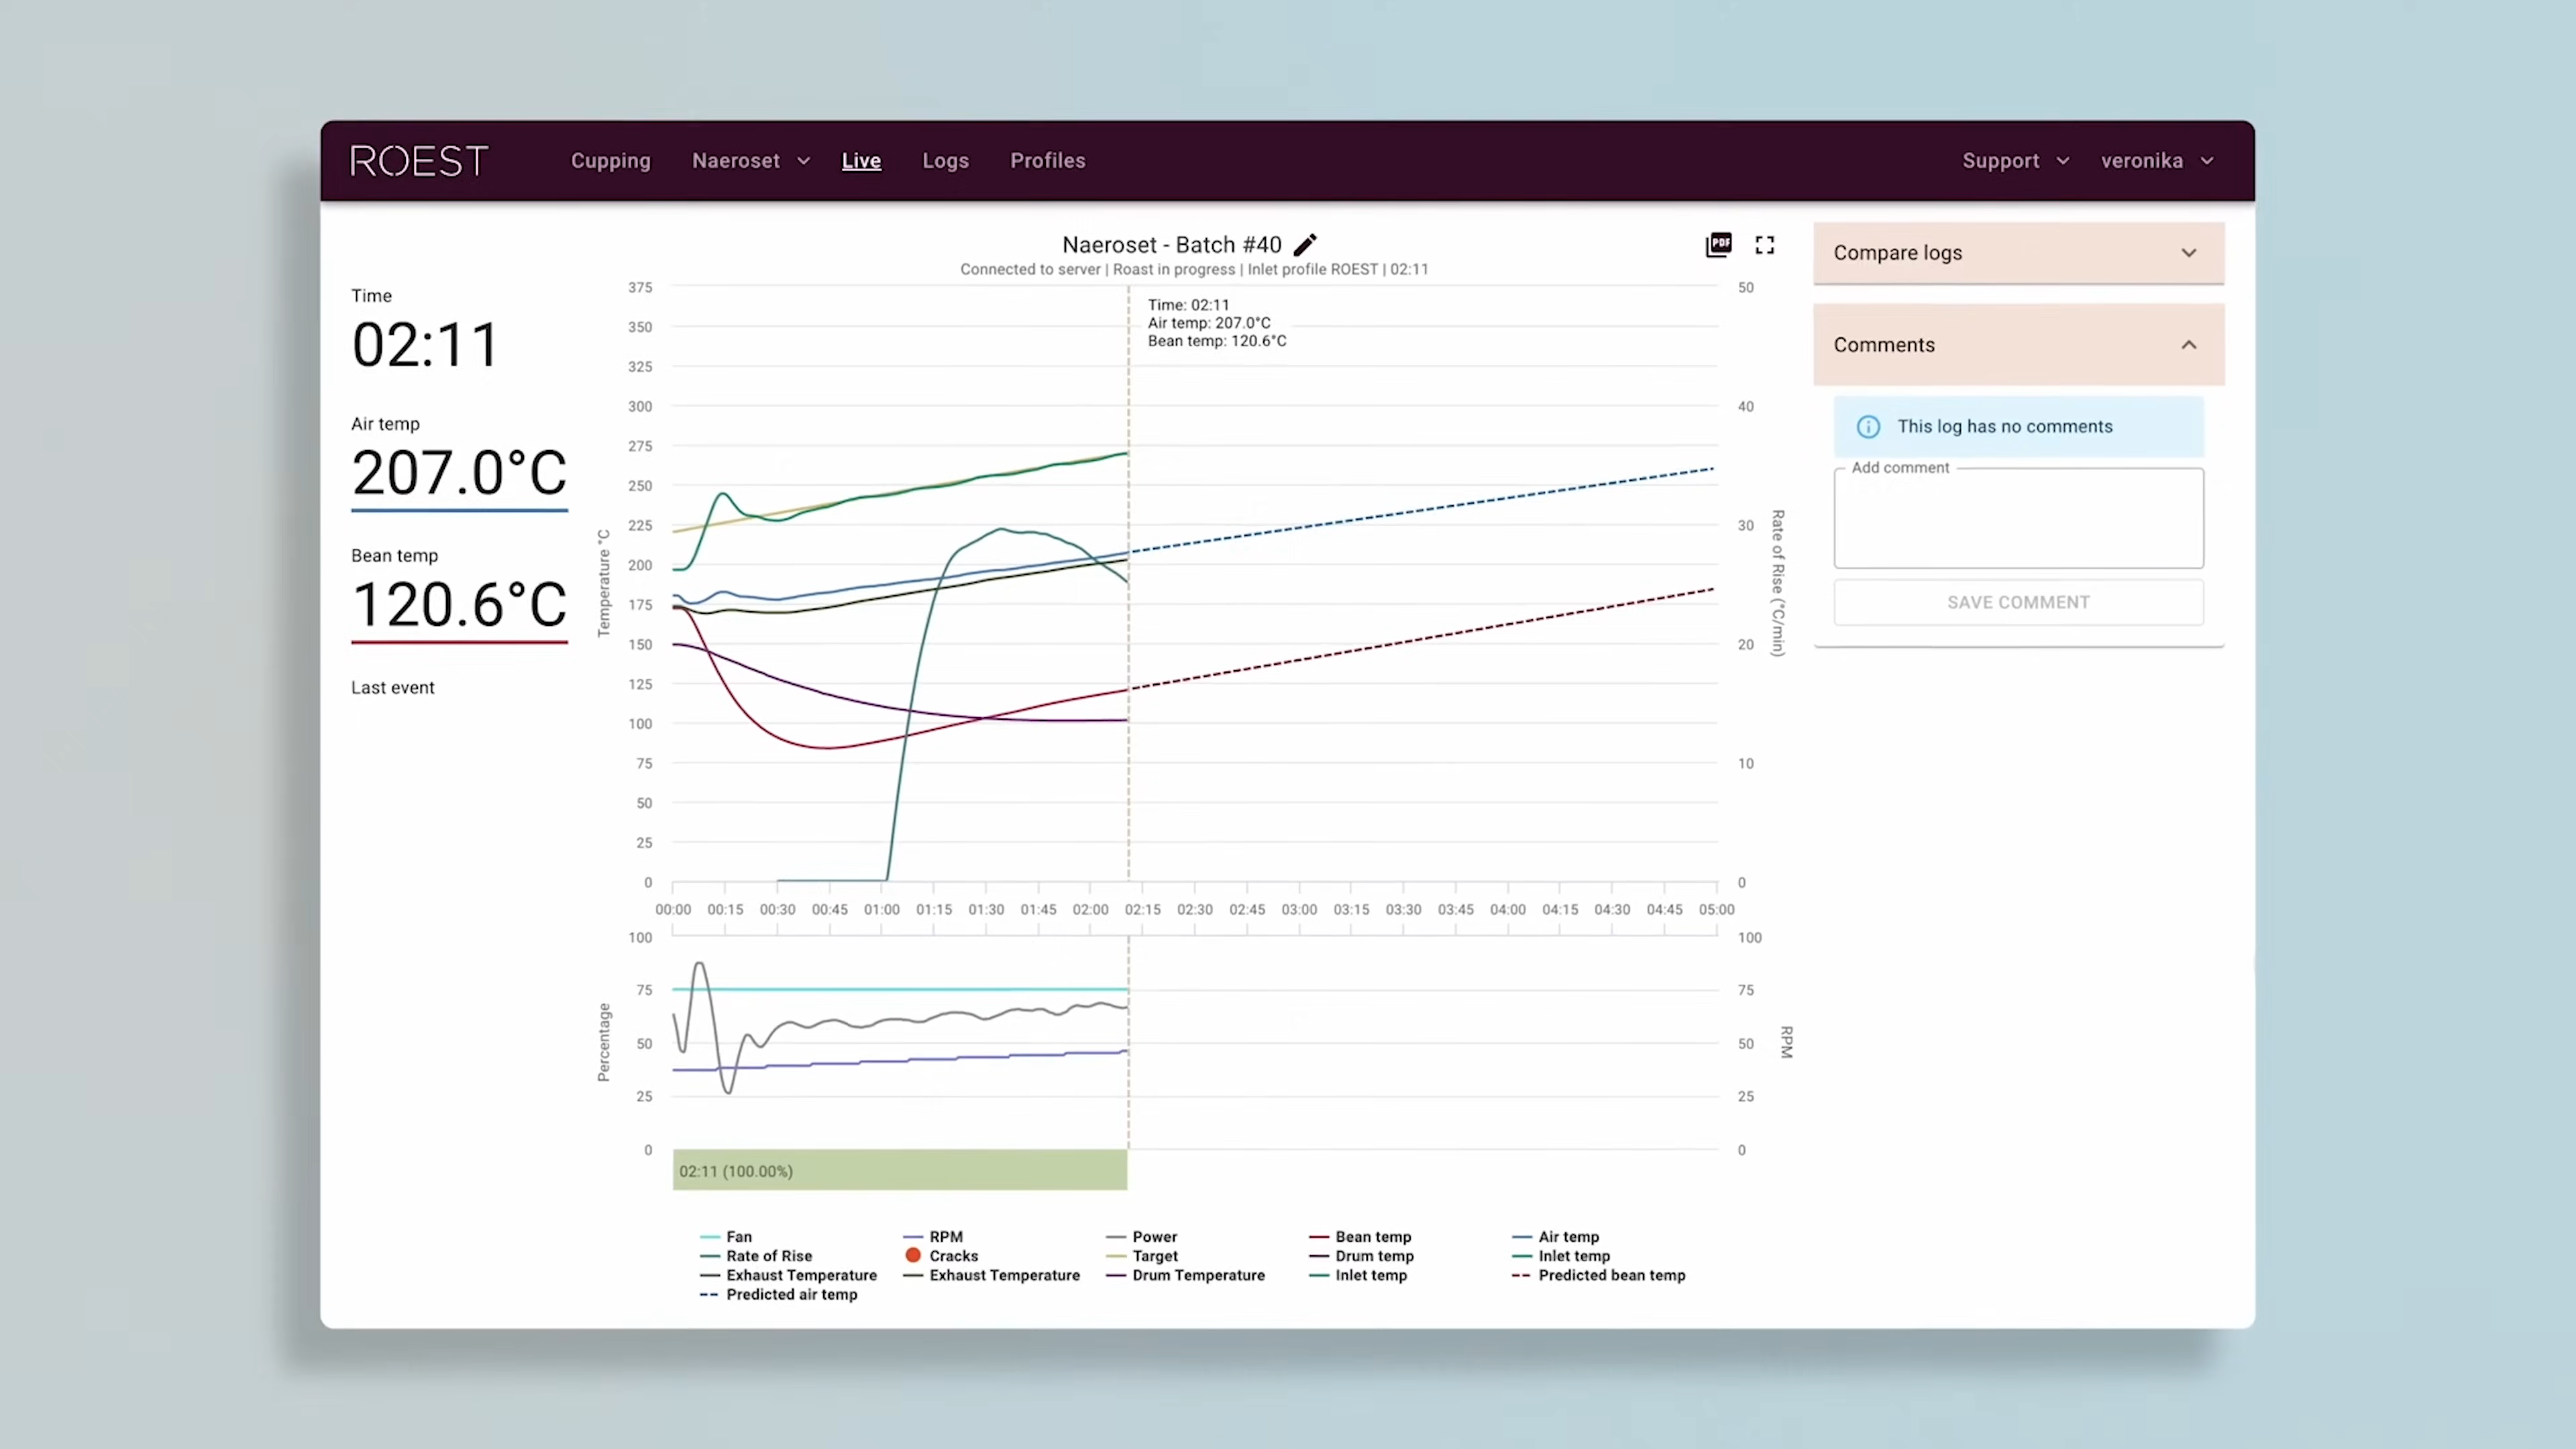 ROEST
Cupping Naeroset Live Logs Profiles Support veronika
Time
02:11
Air temp
207.0°C
Bean temp
120.6°C
Last event
Naeroset - Batch #40
Connected to server | Roast in progress | Inlet profile ROEST | 02:11
PDF
Time: 02:11
Air temp: 207.0°C
Bean temp: 120.6°C
Temperature °C
375
350
325
300
275
250
225
200
175
150
125
100
75
50
25
0
50
40
30
20
10
0
Rate of Rise (°C/min)
00:00 00:15 00:30 00:45 01:00 01:15 01:30 01:45 02:00 02:15 02:30 02:45 03:00 03:15 03:30 03:45 04:00 04:15 04:30 04:45 05:00
Percentage
100
75
50
25
0
100
75
50
25
0
RPM
02:11 (100.00%)
Fan RPM Power Bean temp Air temp
Rate of Rise Cracks Target Drum temp Inlet temp
Exhaust Temperature Exhaust Temperature Drum Temperature Inlet temp Predicted bean temp
Predicted air temp
Compare logs
Comments
This log has no comments
Add comment
SAVE COMMENT